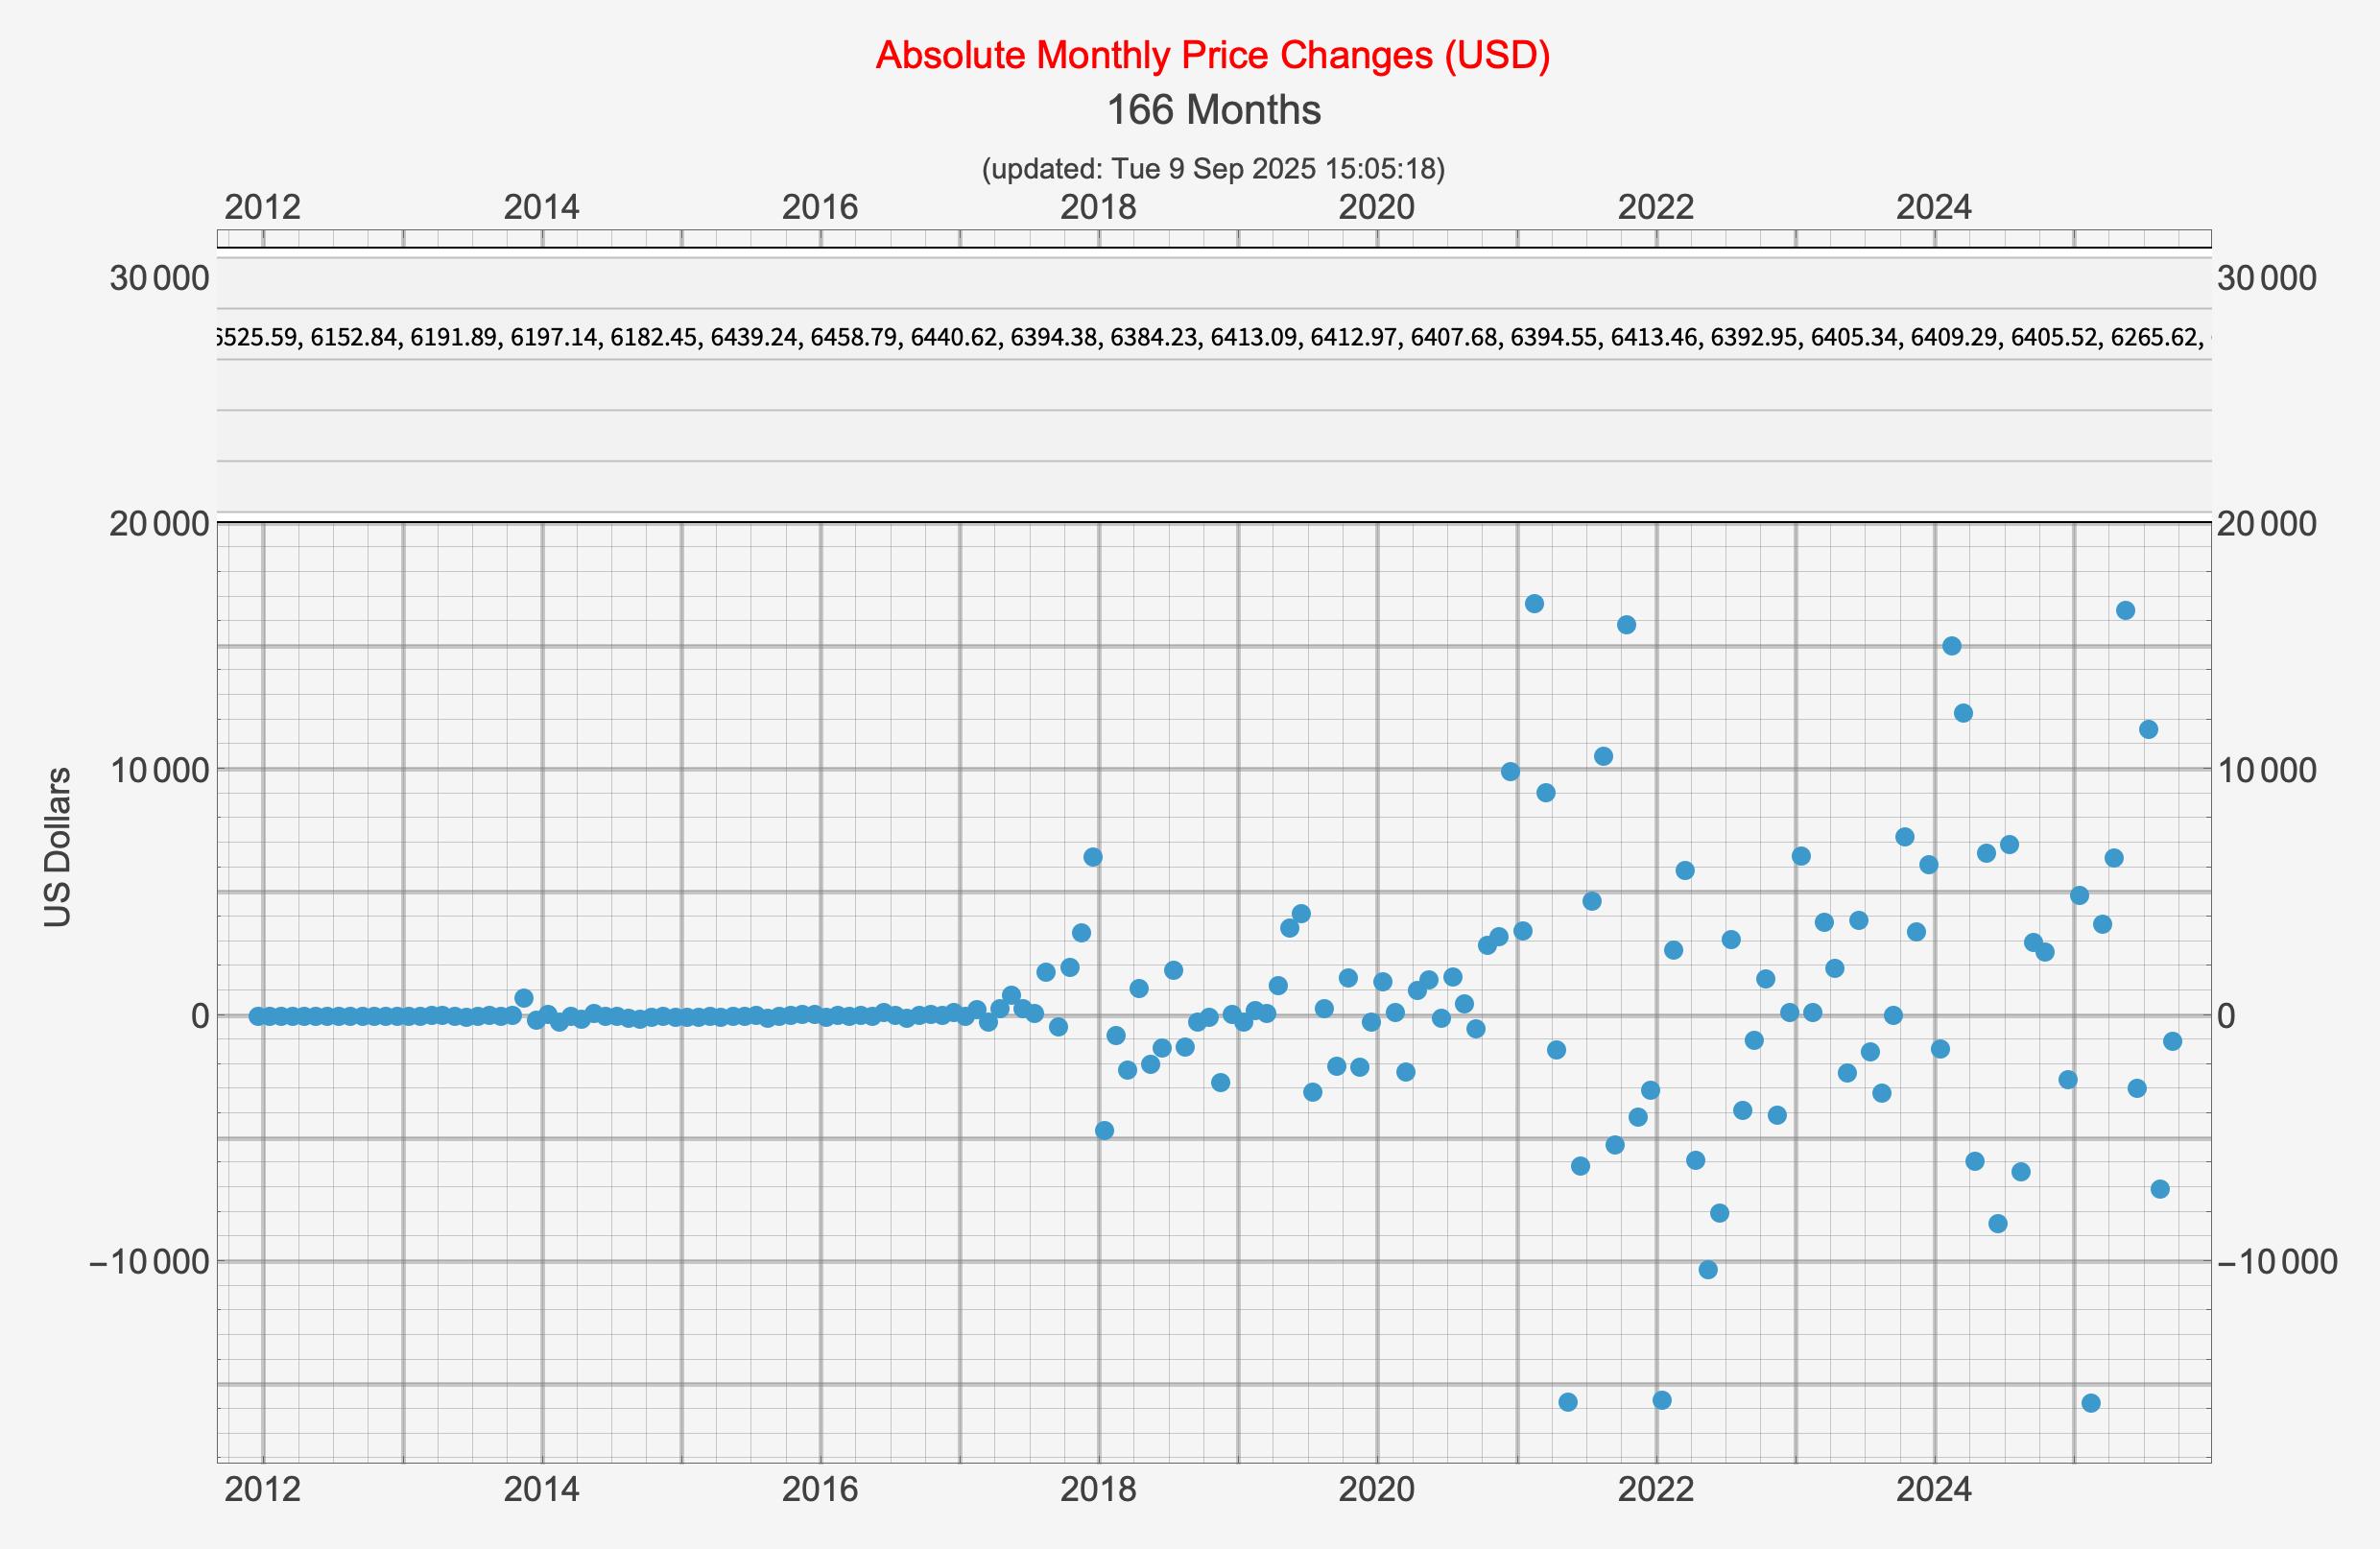 Absolute Monthly Price Changes (USD)
166 Months
(updated: Tue 9 Sep 2025 15:05:18)
2012 2014 2016 2018 2020 2022 2024
30 000 30 000
6525.59, 6152.84, 6191.89, 6197.14, 6182.45, 6439.24, 6458.79, 6440.62, 6394.38, 6384.23, 6413.09, 6412.97, 6407.68, 6394.55, 6413.46, 6392.95, 6405.34, 6409.29, 6405.52, 6265.62,
20 000 20 000
10 000 10 000
US Dollars
0 0
−10 000 −10 000
2012 2014 2016 2018 2020 2022 2024